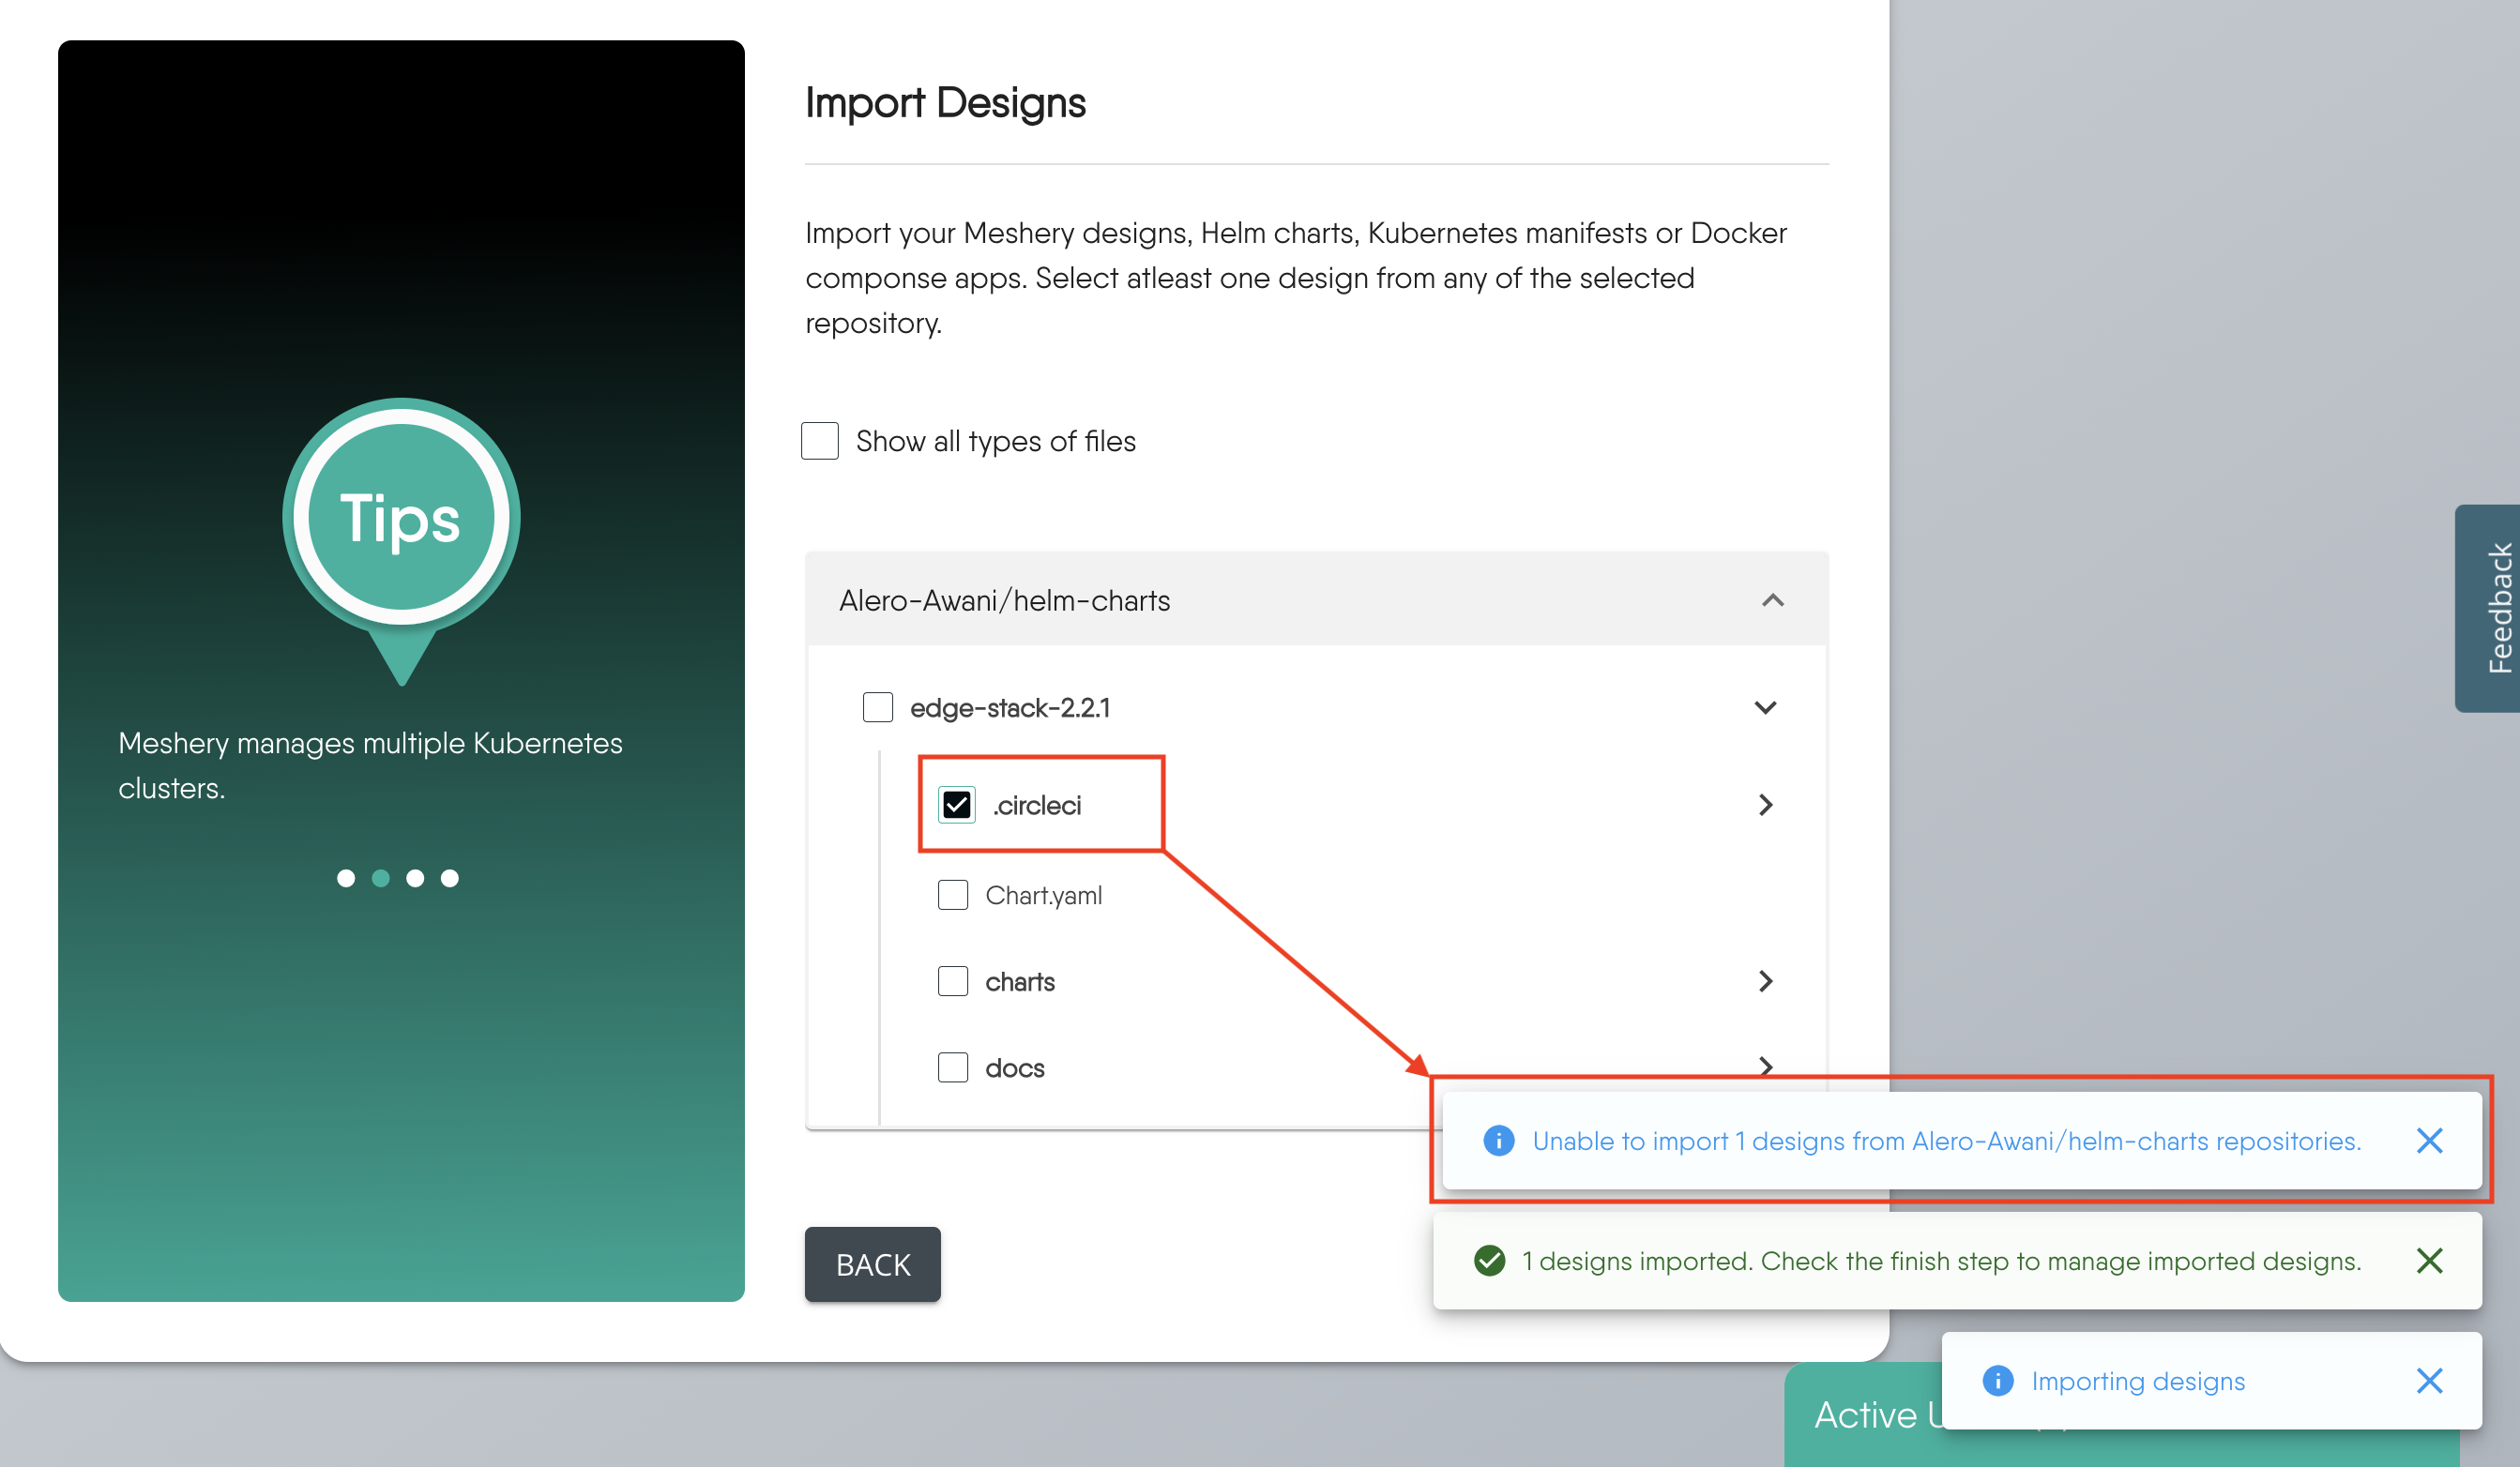 Tips
Meshery manages multiple Kubernetes
clusters.
Import Designs
Import your Meshery designs, Helm charts, Kubernetes manifests or Docker
componse apps. Select atleast one design from any of the selected
repository.
Show all types of files
Alero-Awani/helm-charts
edge-stack-2.2.1
.circleci
Chart.yaml
charts
docs
BACK
Feedback
Unable to import 1 designs from Alero-Awani/helm-charts repositories.
1 designs imported. Check the finish step to manage imported designs.
Importing designs
Active